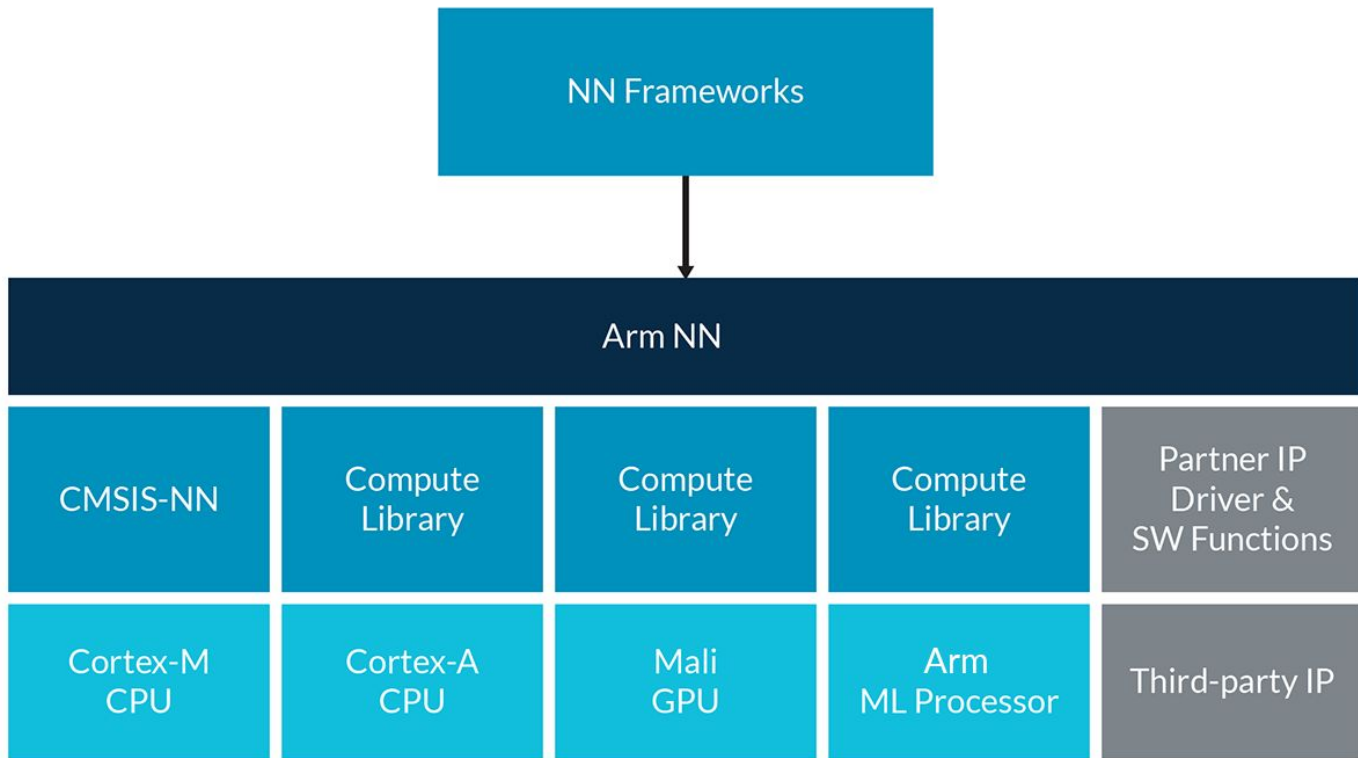 NN Frameworks
Arm NN
CMSIS-NN
Compute
Library
Compute
Library
Compute
Library
Partner IP
Driver &
SW Functions
Cortex-M
CPU
Cortex-A
CPU
Mali
GPU
Arm
ML Processor
Third-party IP